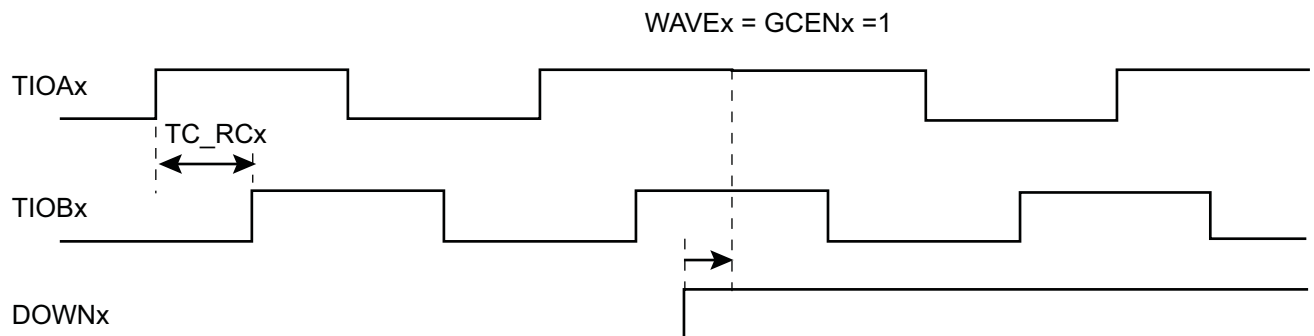 WAVEx = GCENx =1
TIOAx
TC_RCx
TIOBx
DOWNx